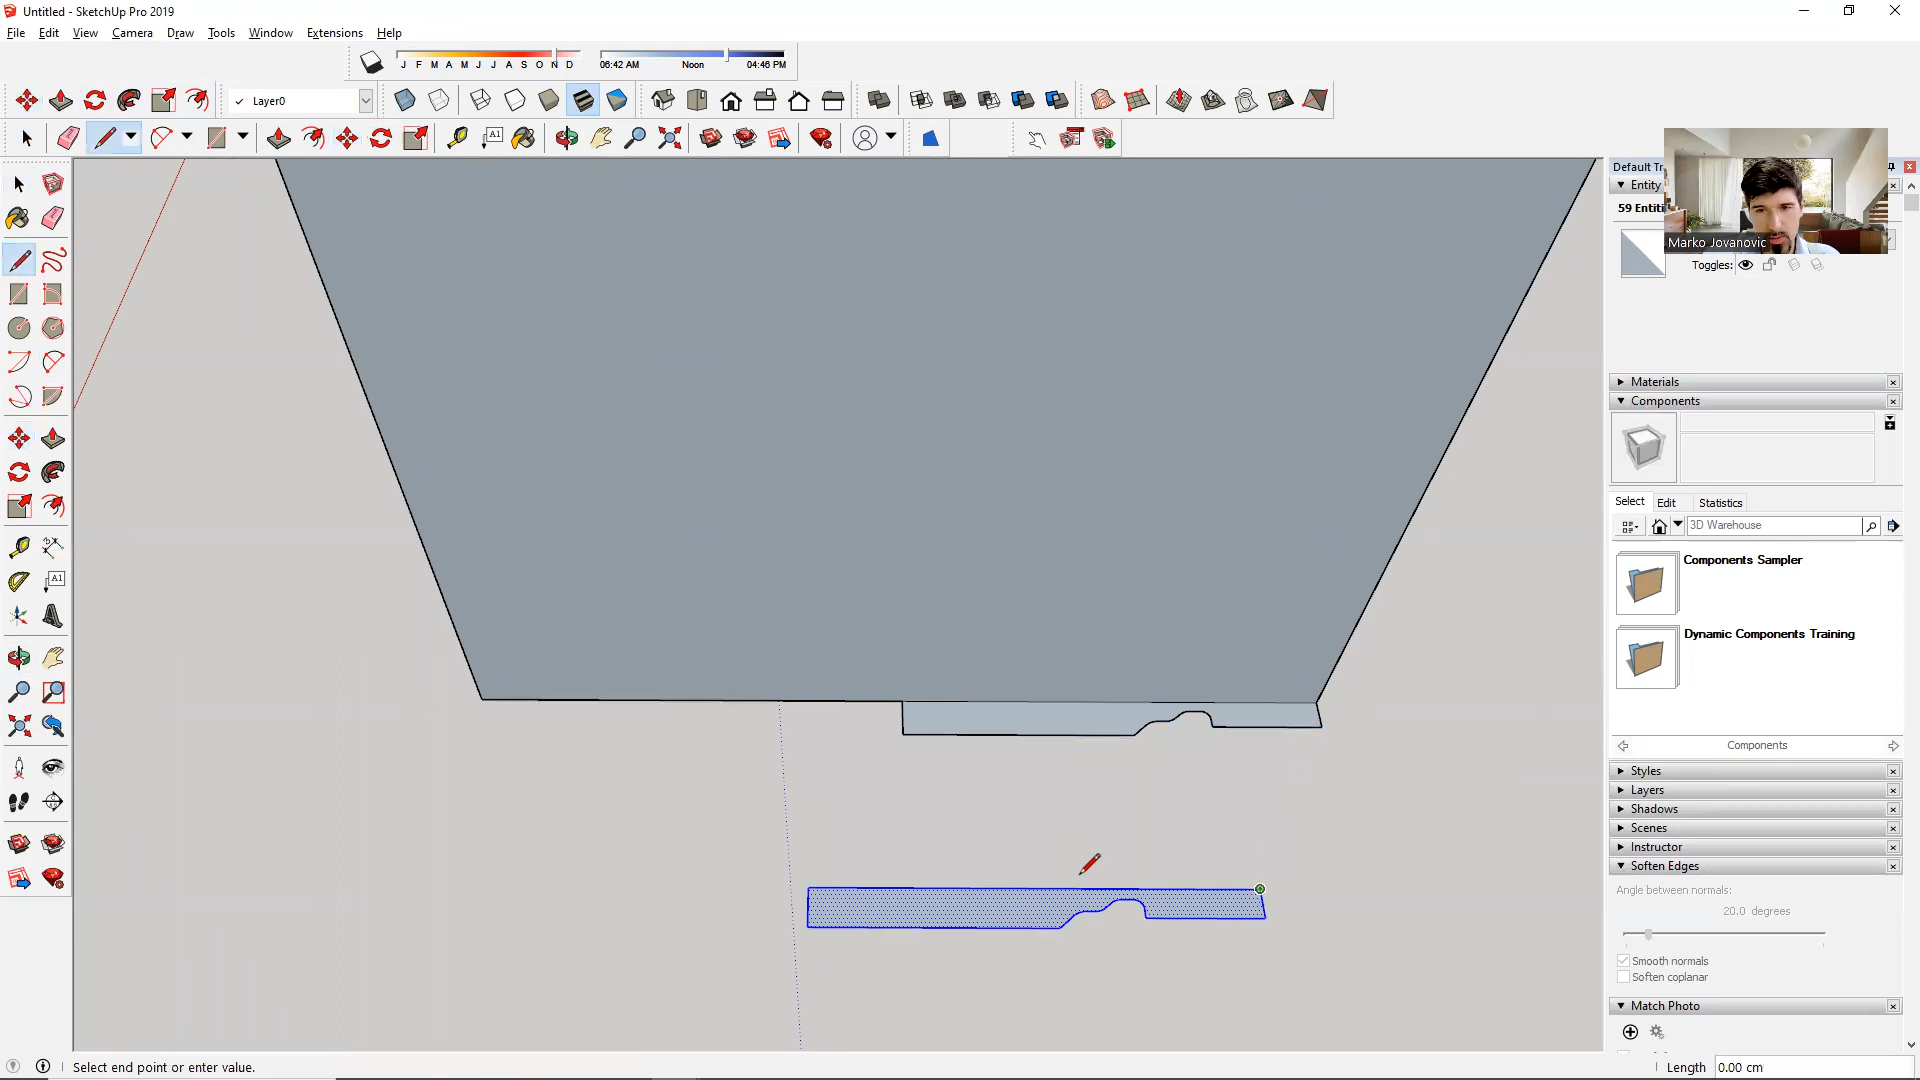 Untitled - SketchUp Pro 2019
File Edit View Camera Draw Tools Window Extensions Help
J F M A M J J A S O N D
06:42 AM Noon 04:46 PM
Layer0
A1
Default Tr
Entity
59 Entiti
Marko Jovanovic
Toggles:
Materials
Components
Select Edit Statistics
3D Warehouse
Components Sampler
Dynamic Components Training
Components
Styles
Layers
Shadows
Scenes
Instructor
Soften Edges
Angle between normals:
20.0 degrees
Smooth normals
Soften coplanar
Match Photo
A1
Select end point or enter value.
Length 0.00 cm